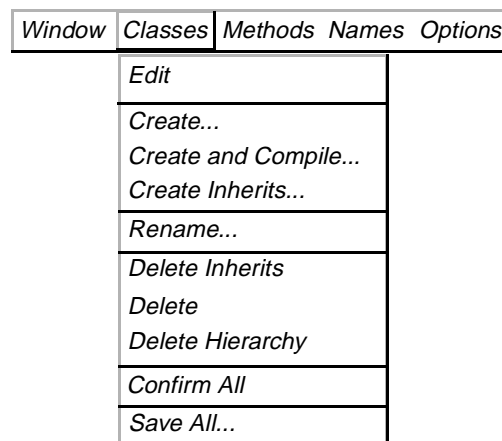 Window Classes Methods Names Options
Edit
Create...
Create and Compile...
Create Inherits...
Rename...
Delete Inherits
Delete
Delete Hierarchy
Confirm All
Save All...